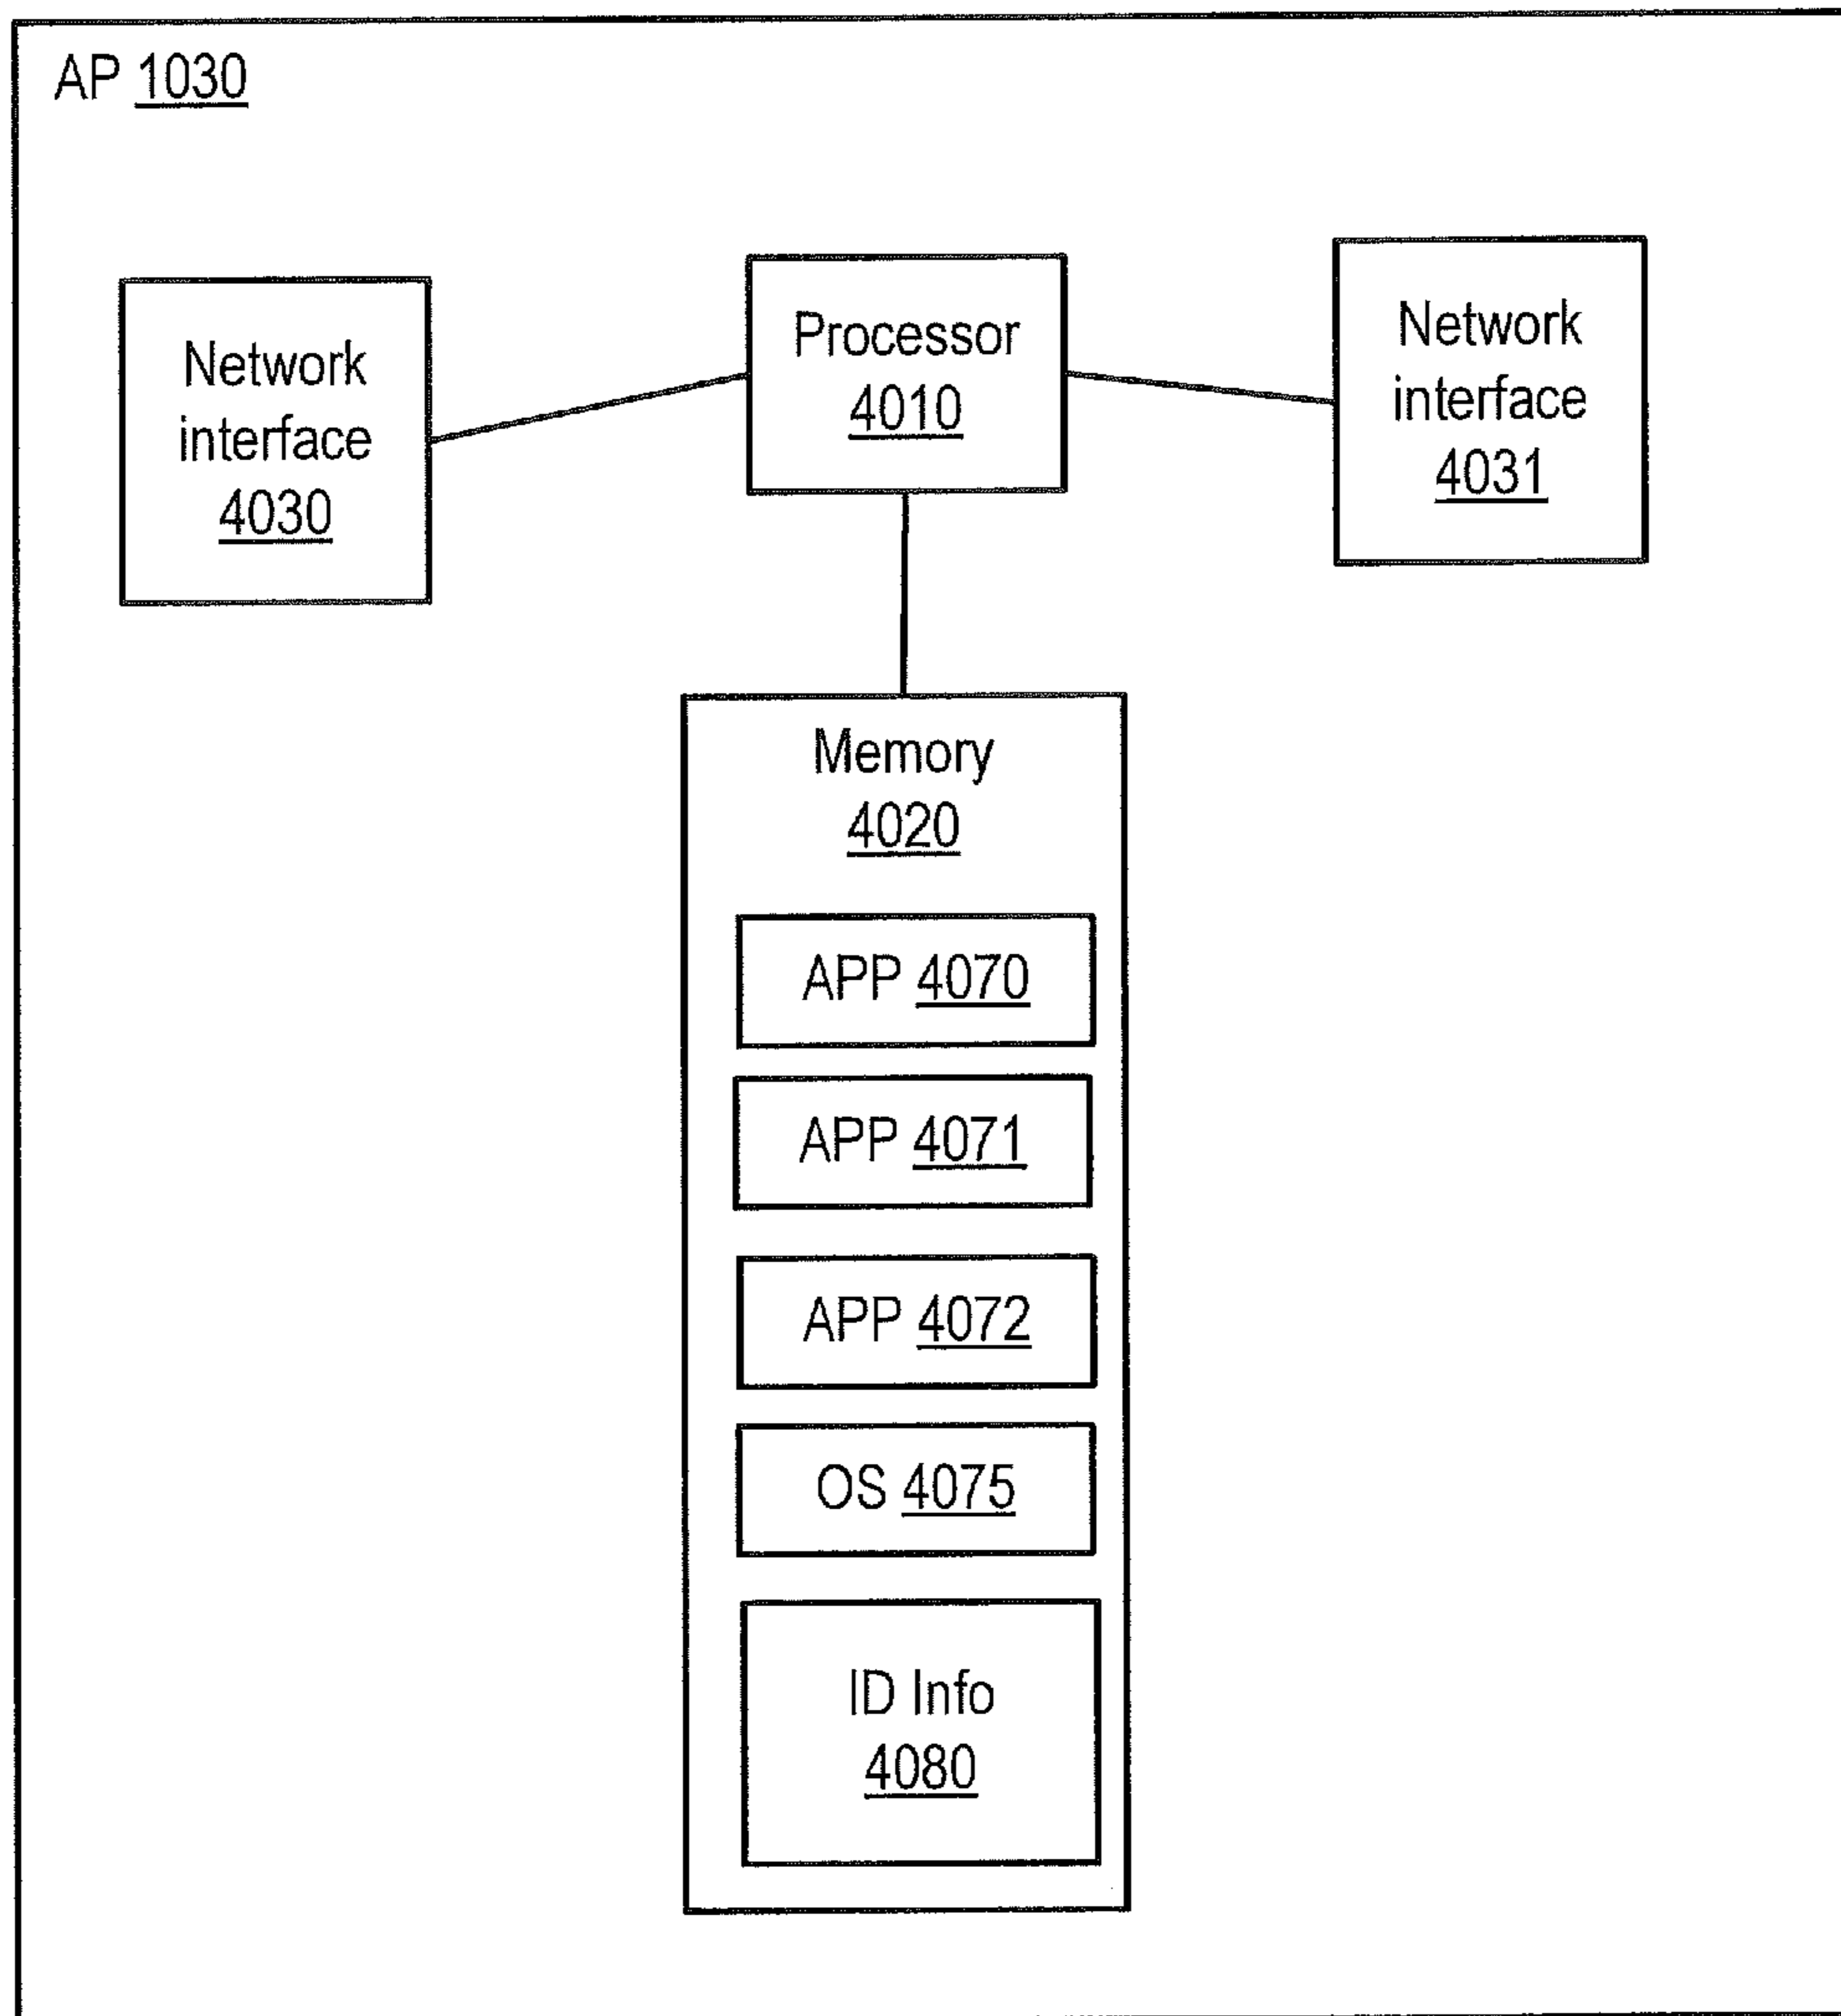 AP 1030
Network
interface
4030
Processor
4010
Network
interface
4031
Memory
4020
APP 4070
APP 4071
APP 4072
OS 4075
ID Info
4080